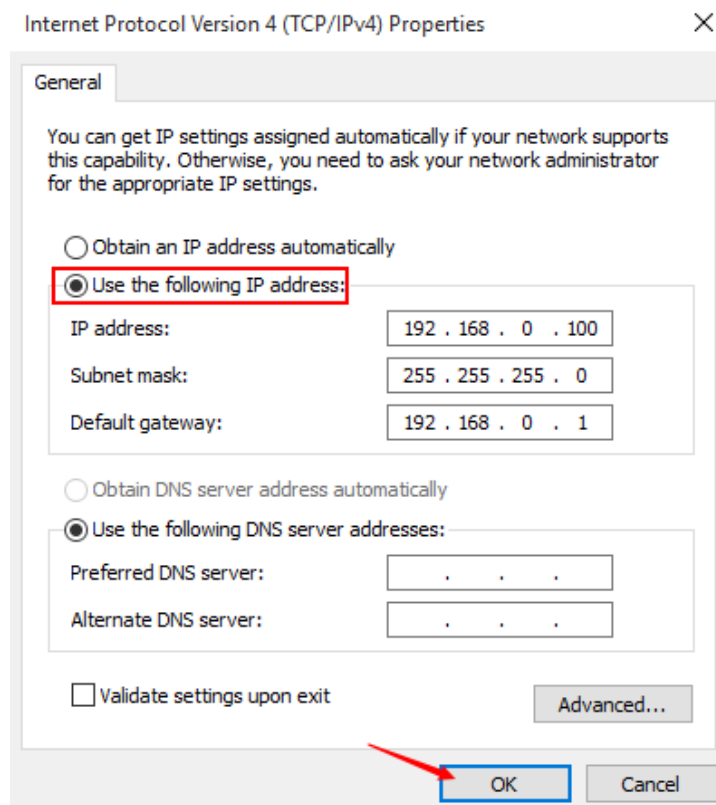 Internet Protocol Version 4 (TCP/IPv4) Properties
General
You can get IP settings assigned automatically if your network supports
this capability. Otherwise, you need to ask your network administrator
for the appropriate IP settings.
Obtain an IP address automatically
Use the following IP address:
IP address: 192 . 168 . 0 . 100
Subnet mask: 255 . 255 . 255 . 0
Default gateway: 192 . 168 . 0 . 1
Obtain DNS server address automatically
Use the following DNS server addresses:
Preferred DNS server: . . .
Alternate DNS server: . . .
Validate settings upon exit
Advanced...
OK Cancel